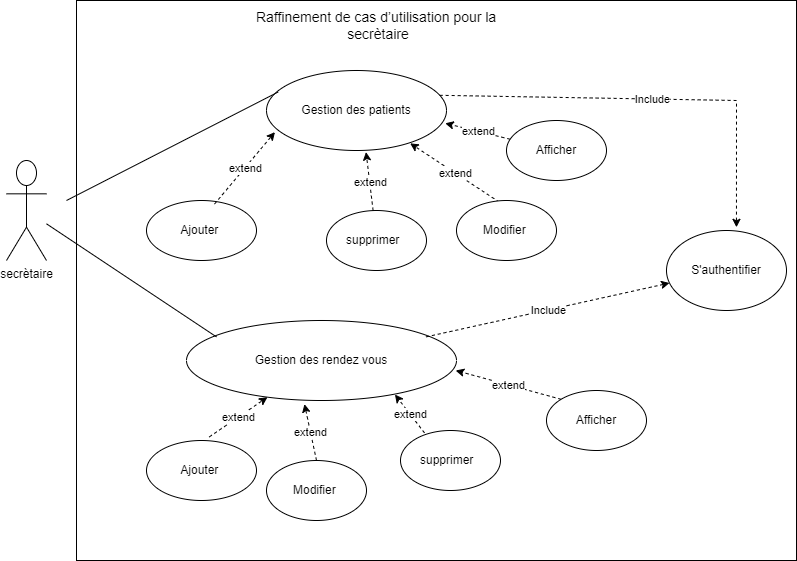 Raffinement de cas d'utilisation pour la
secrètaire
Gestion des patients
Include
extend
Afficher
extend
extend
extend
Ajouter
supprimer
Modifier
secrètaire
S'authentifier
Include
Gestion des rendez vous
extend
extend
extend
extend
Afficher
Ajouter
Modifier
supprimer